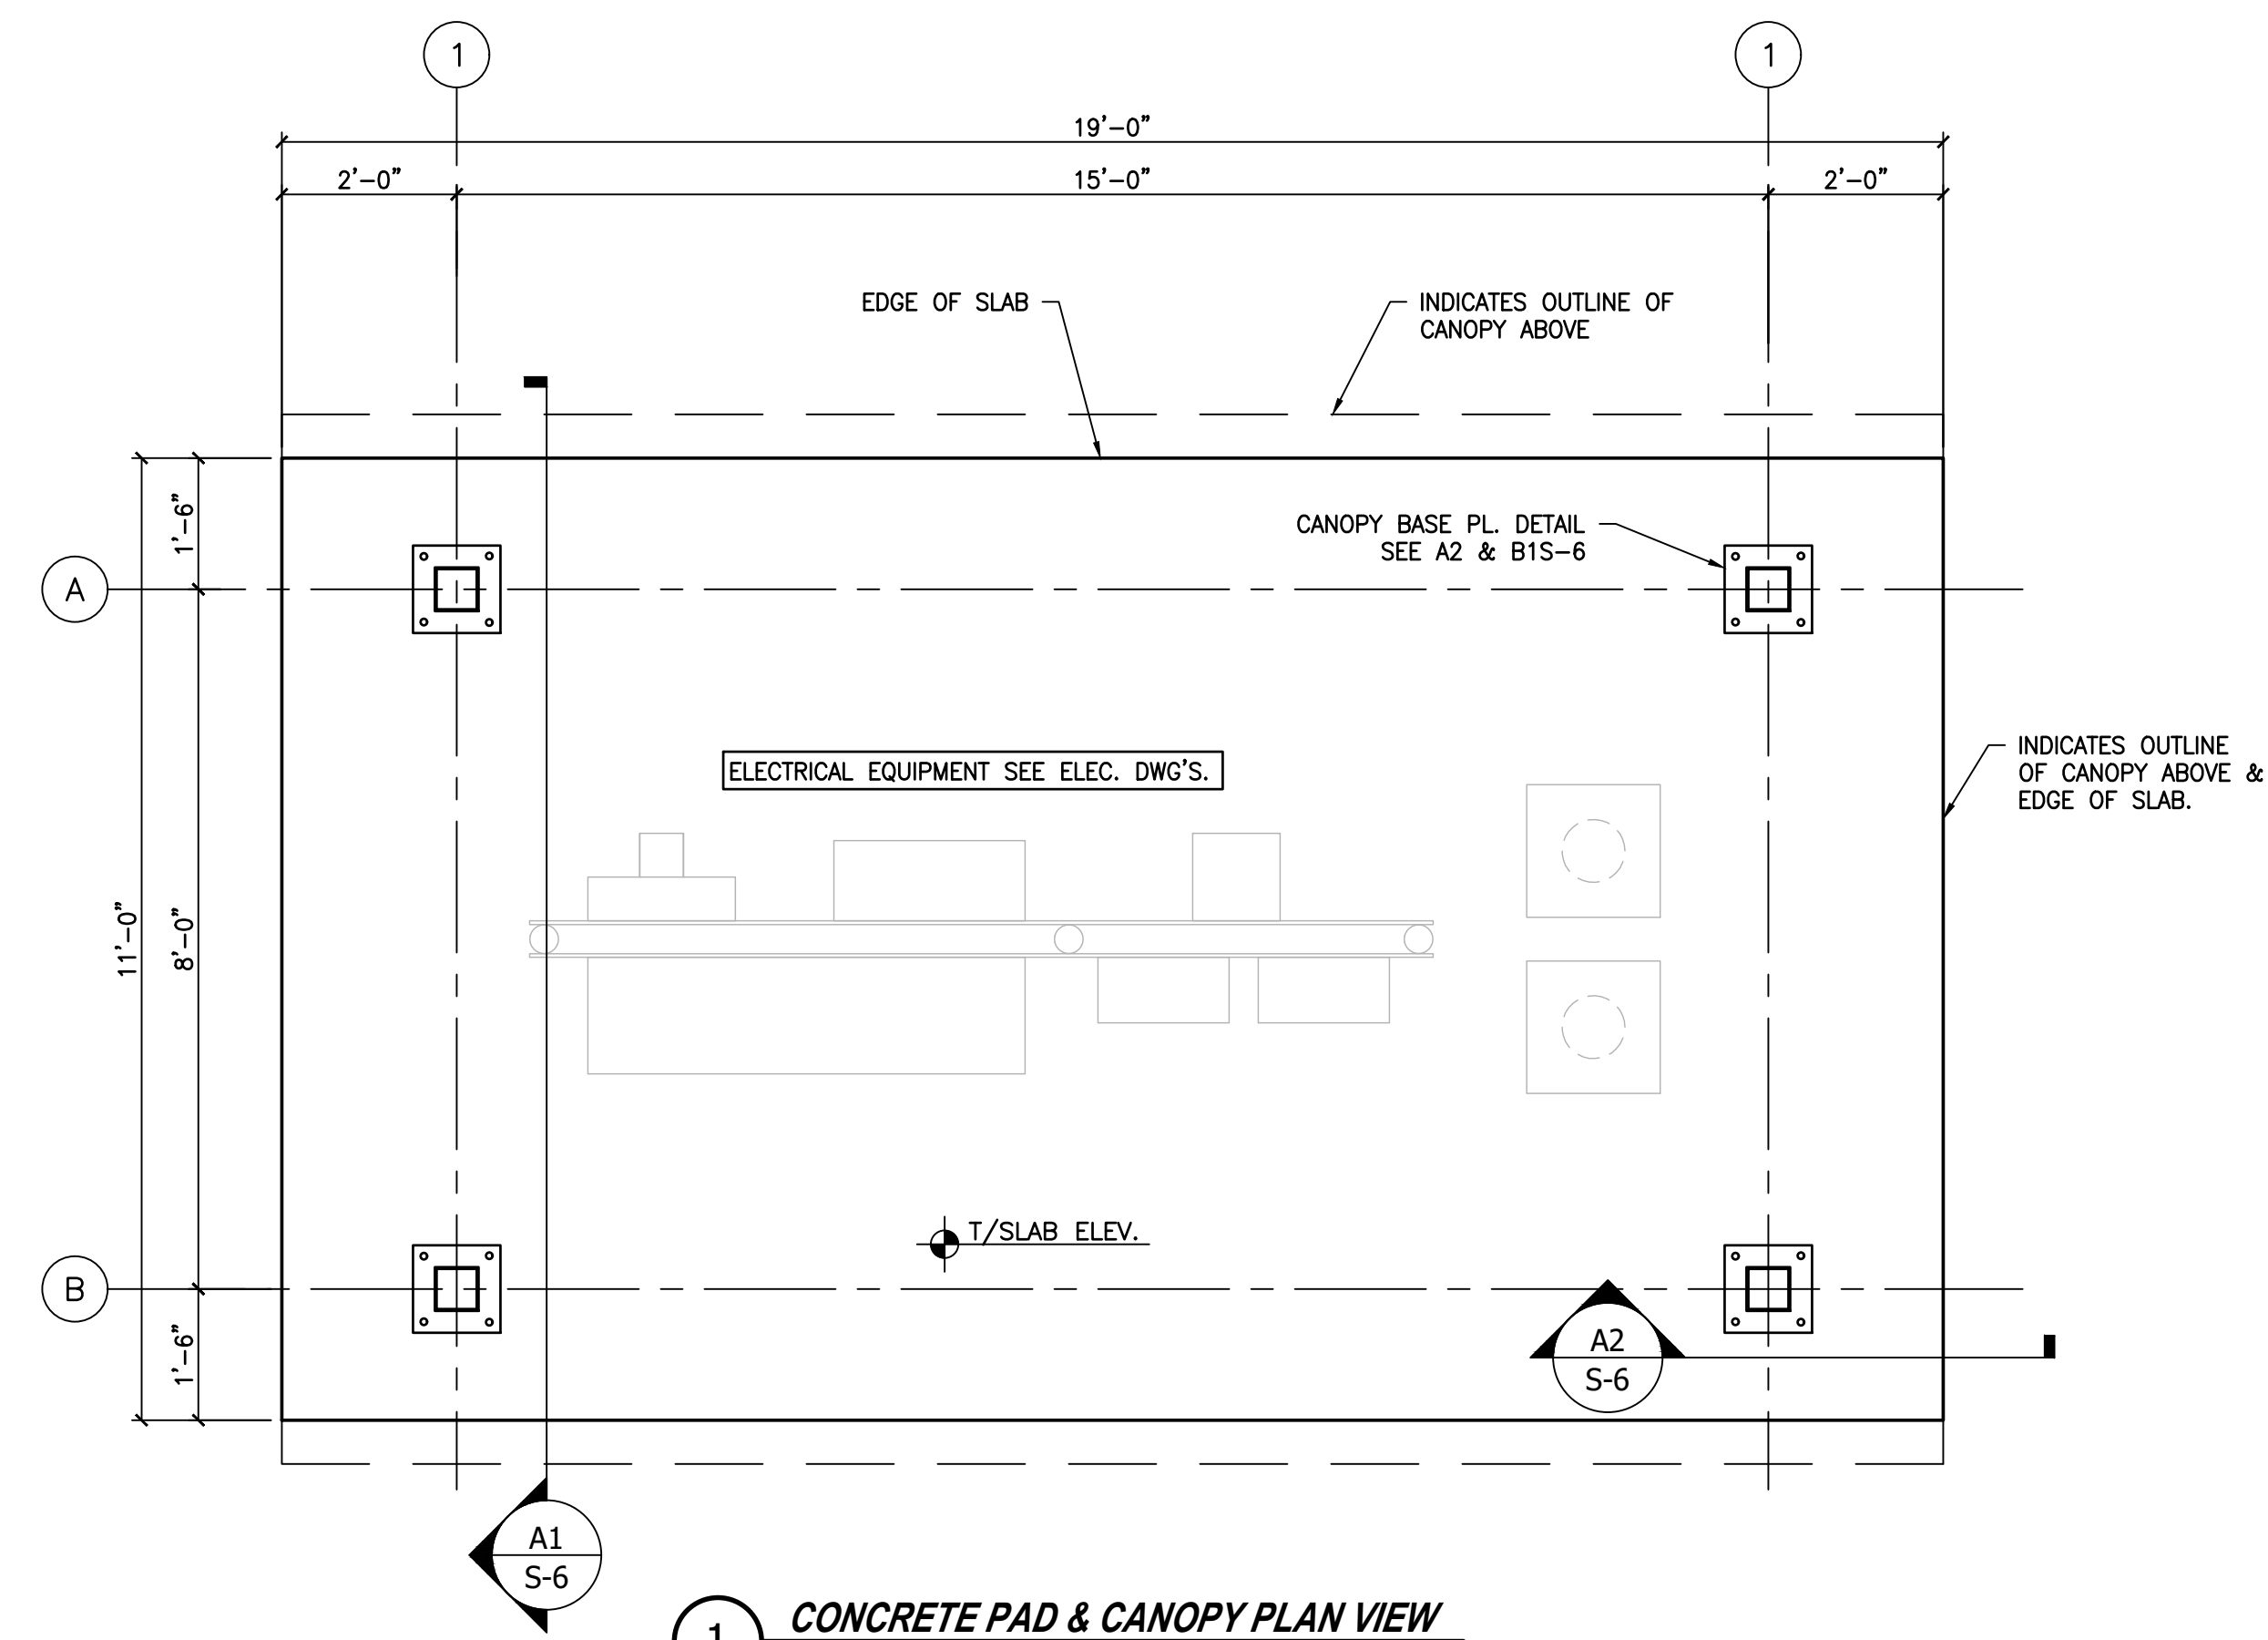 1
1
19'-0"
2'-0"
15'-0"
2'-0"
EDGE OF SLAB
INDICATES OUTLINE OF
CANOPY ABOVE
1'-6"
CANOPY BASE PL. DETAIL
SEE A2 & B1S-6
A
INDICATES OUTLINE
OF CANOPY ABOVE &
EDGE OF SLAB.
ELECTRICAL EQUIPMENT SEE ELEC. DWG'S.
11'-0"
8'-0"
T/SLAB ELEV.
B
1'-6"
A2
S-6
A1
S-6
1
CONCRETE PAD & CANOPY PLAN VIEW